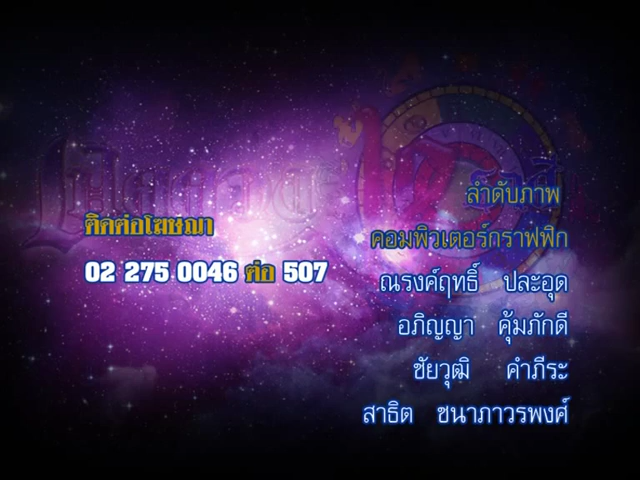 ติดต่อโฆษณา
02 275 0046 ต่อ 507
ลำดับภาพ
คอมพิวเตอร์กราฟฟิก
ณรงค์ฤทธิ์ ปละอุด
อภิญญา คุ้มภักดี
ชัยวุฒิ คำภีระ
สาธิต ชนาภาวรพงศ์